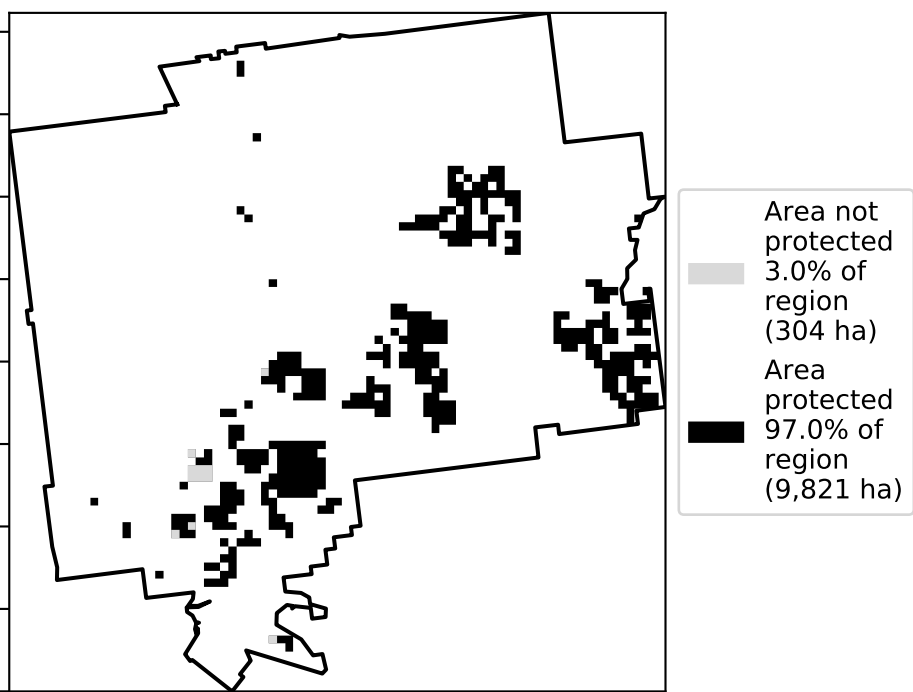 Area not
protected
3.0% of
region
(304 ha)
Area
protected
97.0% of
region
(9,821 ha)